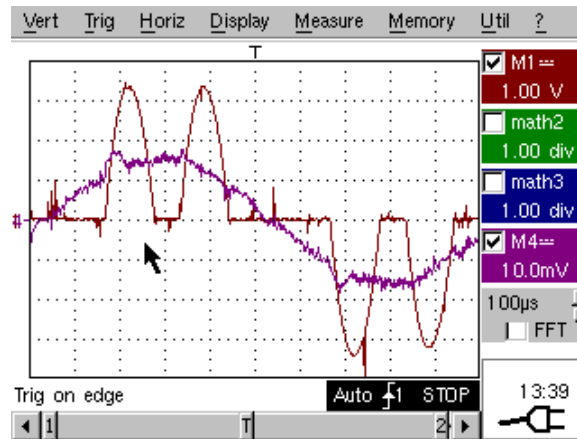 Vert Trig Horiz Display Measure Memory Util ?
T
M1
1.00 V
math2
1.00 div
math3
1.00 div
M4
10.0mV
100µs
FFT
#
Trig on edge
Auto 1 STOP
13:39
1 T 2